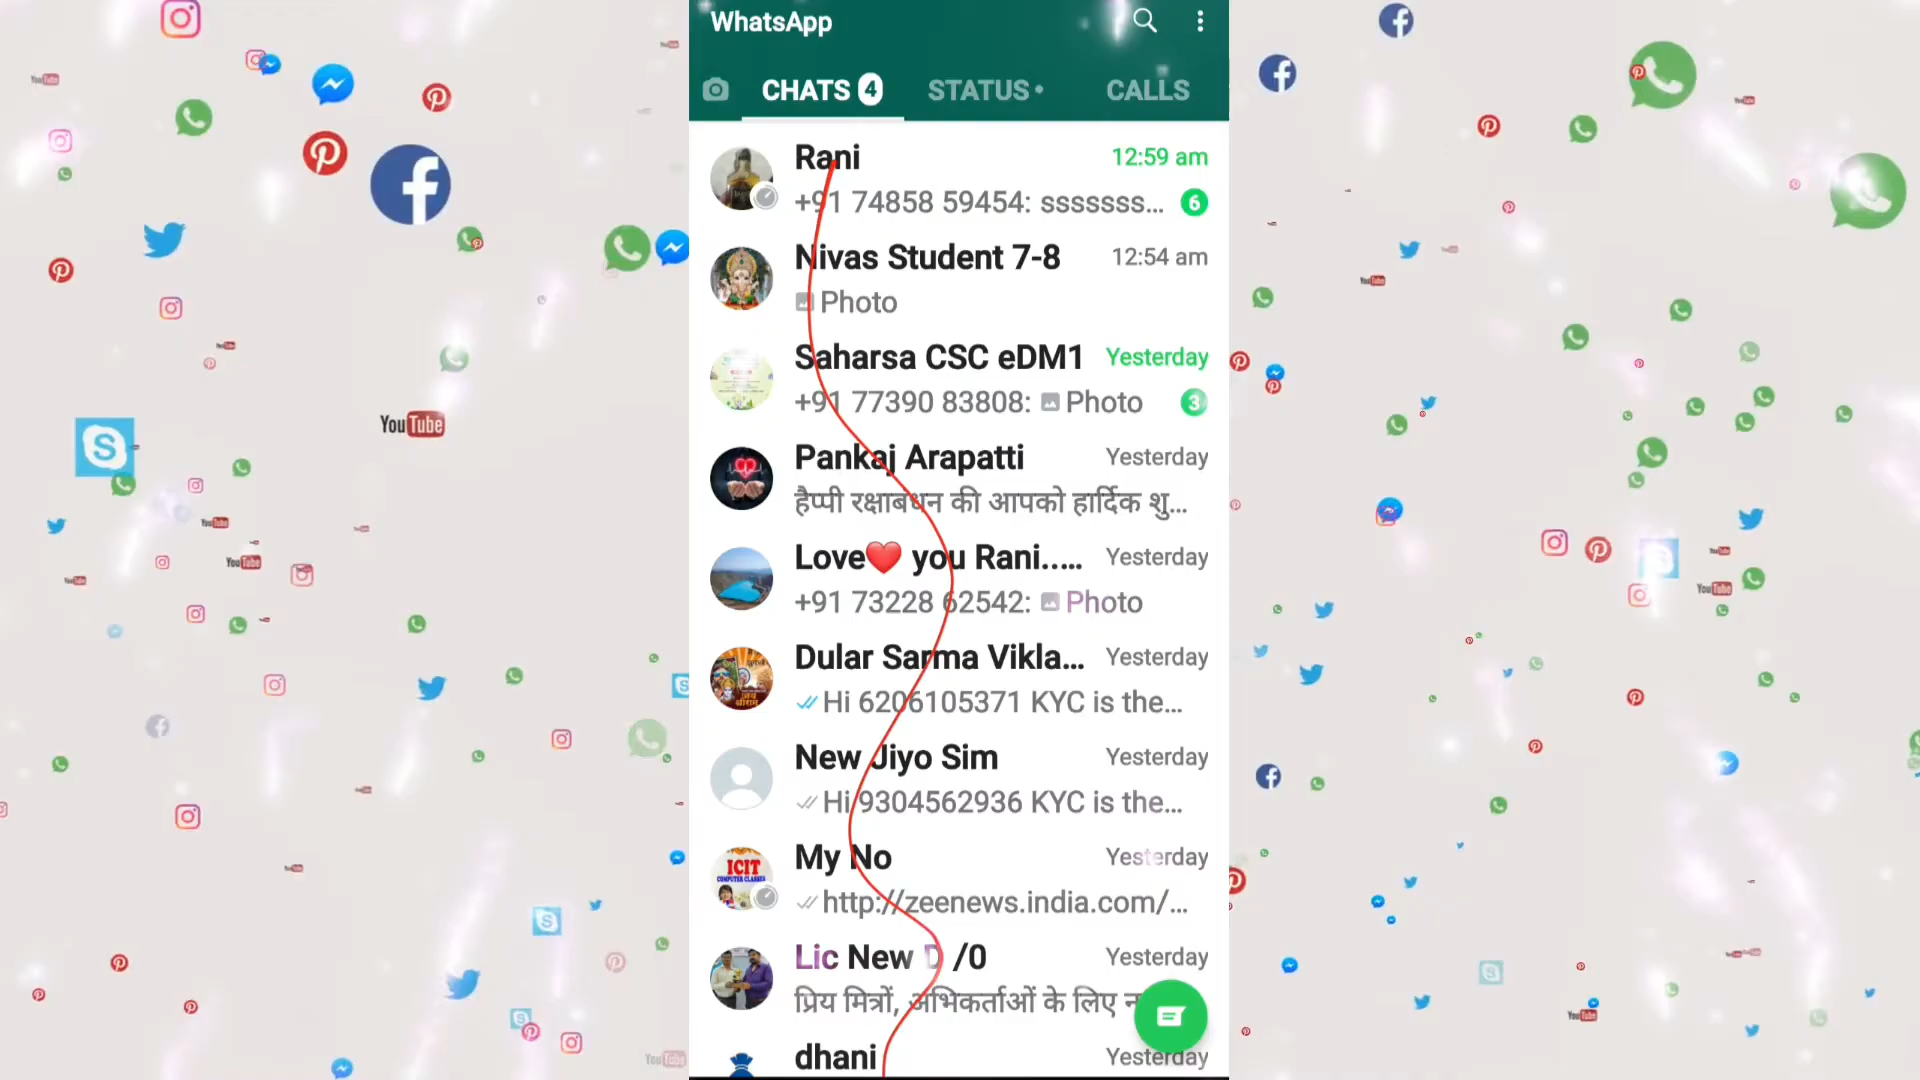 WhatsApp
CHATS 4 STATUS• CALLS
Rani 12:59 am
+91 74858 59454: sssssss... 6
Nivas Student 7-8 12:54 am
Photo
Saharsa CSC eDM1 Yesterday
+91 77390 83808: Photo 3
Pankaj Arapatti Yesterday
हैप्पी रक्षाबंधन की आपको हार्दिक शु...
Love❤️ you Rani..... Yesterday
+91 73228 62542: Photo
Dular Sarma Vikla... Yesterday
Hi 6206105371 KYC is the...
New Jiyo Sim Yesterday
Hi 9304562936 KYC is the...
ICIT
COMPUTER CLASSES
My No Yesterday
http://zeenews.india.com/...
Lic New D /0 Yesterday
प्रिय मित्रों, अभिकर्ताओं के लिए
dhani Yesterday
YouTube